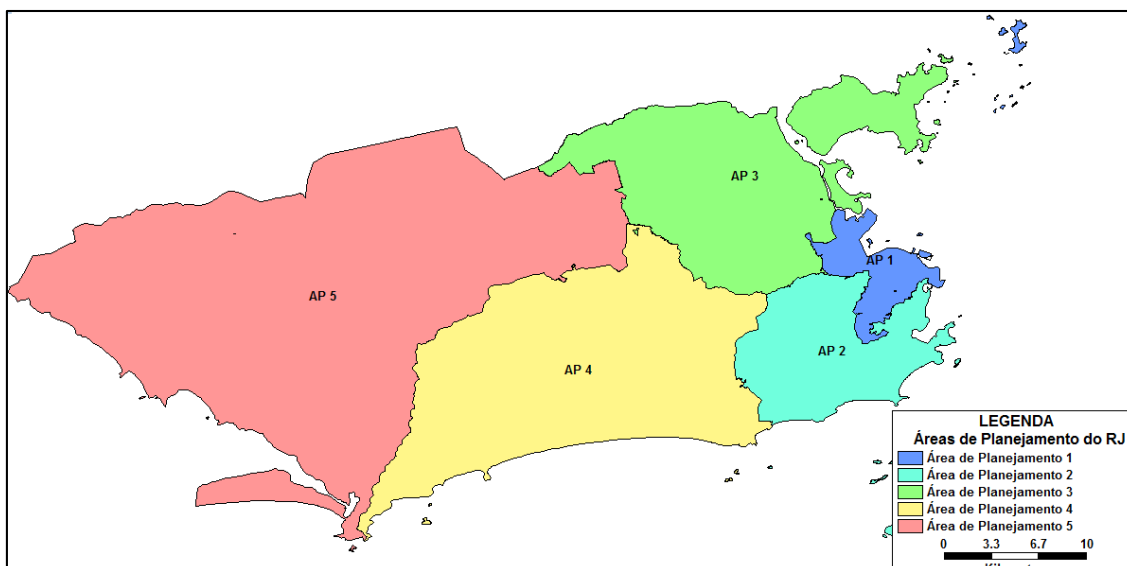 AP 3
AP 1
AP 5
AP 2
AP 4
LEGENDA
Áreas de Planejamento do RJ
Área de Planejamento 1
Área de Planejamento 2
Área de Planejamento 3
Área de Planejamento 4
Área de Planejamento 5
0 3.3 6.7 10